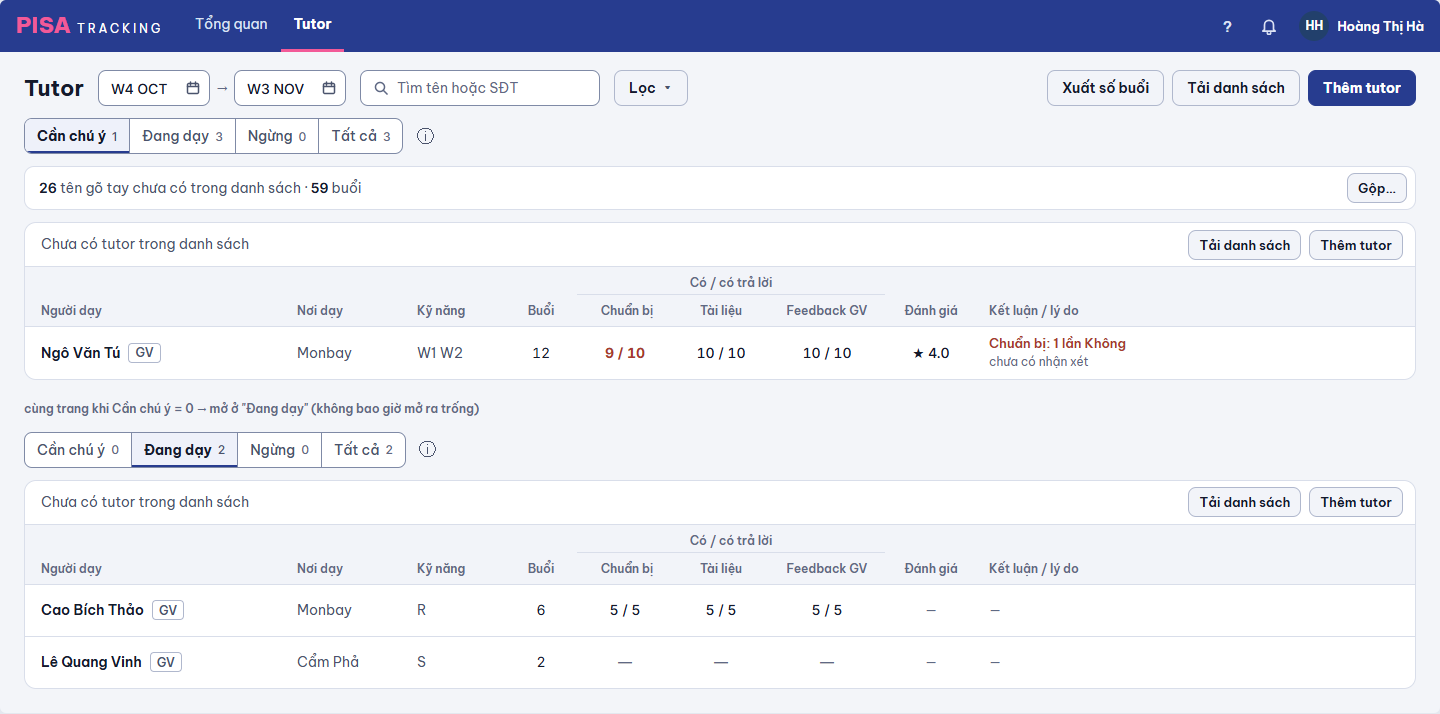 PISA TRACKING Tổng quan Tutor ? HH Hoàng Thị Hà
Tutor W4 OCT → W3 NOV Tìm tên hoặc SĐT Lọc Xuất số buổi Tải danh sách Thêm tutor
Cần chú ý 1 Đang dạy 3 Ngừng 0 Tất cả 3 ⓘ
26 tên gõ tay chưa có trong danh sách · 59 buổi Gộp...
Chưa có tutor trong danh sách Tải danh sách Thêm tutor
Có / có trả lời
Người dạy Nơi dạy Kỹ năng Buổi Chuẩn bị Tài liệu Feedback GV Đánh giá Kết luận / lý do
Ngô Văn Tú GV Monbay W1 W2 12 9 / 10 10 / 10 10 / 10 ★ 4.0 Chuẩn bị: 1 lần Không
chưa có nhận xét
cùng trang khi Cần chú ý = 0 → mở ở "Đang dạy" (không bao giờ mở ra trống)
Cần chú ý 0 Đang dạy 2 Ngừng 0 Tất cả 2 ⓘ
Chưa có tutor trong danh sách Tải danh sách Thêm tutor
Có / có trả lời
Người dạy Nơi dạy Kỹ năng Buổi Chuẩn bị Tài liệu Feedback GV Đánh giá Kết luận / lý do
Cao Bích Thảo GV Monbay R 6 5 / 5 5 / 5 5 / 5 — —
Lê Quang Vinh GV Cẩm Phả S 2 — — — — —